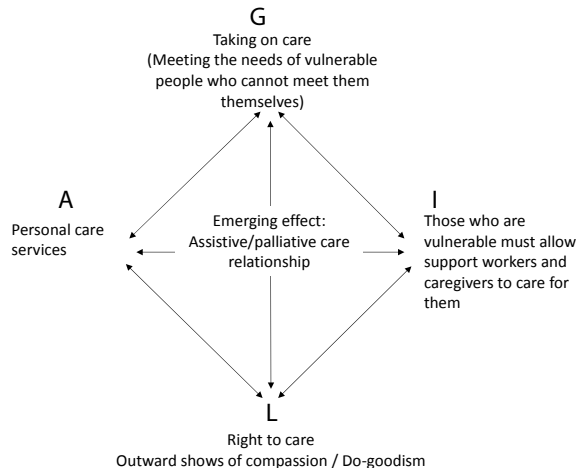 G
Taking on care
(Meeting the needs of vulnerable
people who cannot meet them
themselves)
A
Personal care
services
Emerging effect:
Assistive/palliative care
relationship
I
Those who are
vulnerable must allow
support workers and
caregivers to care for
them
L
Right to care
Outward shows of compassion / Do-goodism